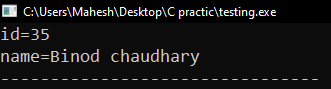 C:\Users\Mahesh\Desktop\C practic\testing.exe
id=35
name=Binod chaudhary
--------------------------------